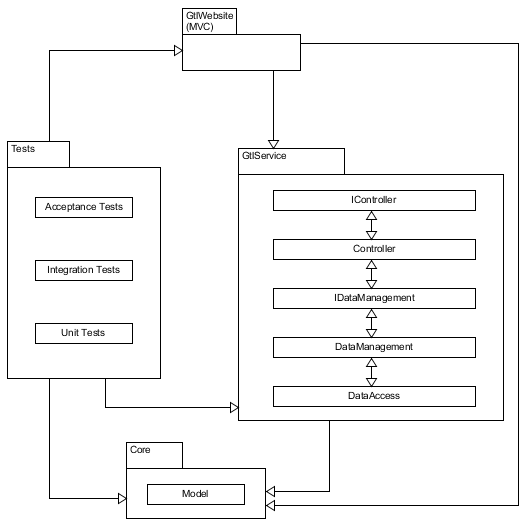 GtlWebsite
(MVC)
Tests
GtlService
IController
Acceptance Tests
Controller
Integration Tests
IDataManagement
Unit Tests
DataManagement
DataAccess
Core
Model